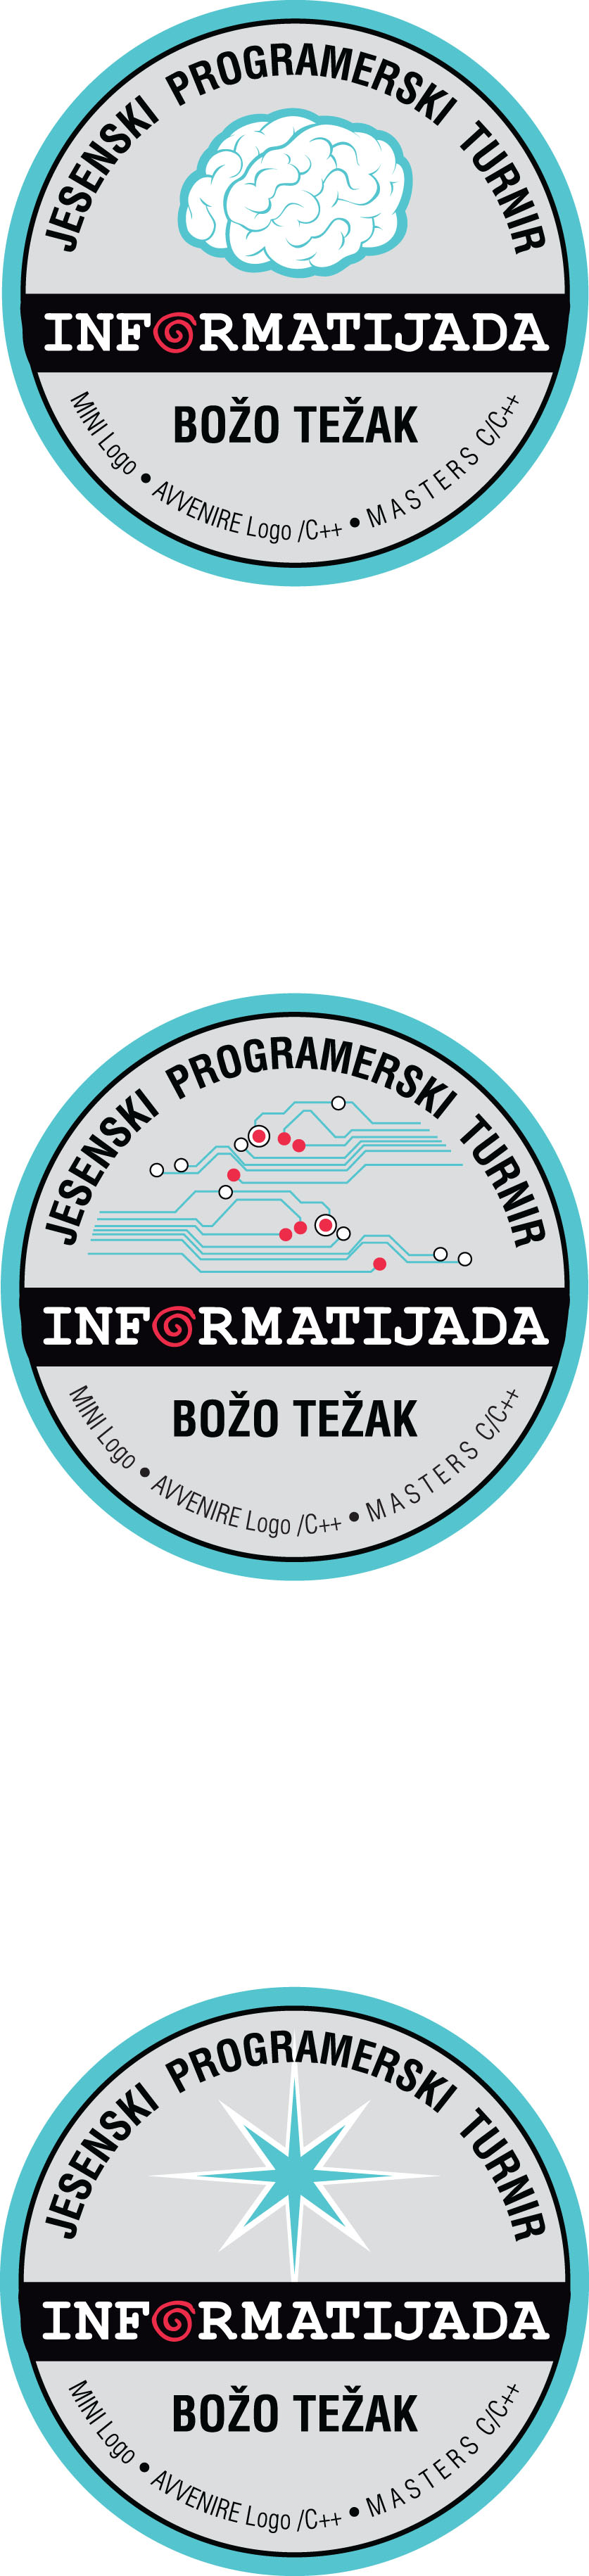 JESENSKI PROGRAMERSKI TURNIR
INFORMATIJADA
BOŽO TEŽAK
MINI Logo • AVVENIRE Logo /C++ • MASTERS C/C++
JESENSKI PROGRAMERSKI TURNIR
INFORMATIJADA
BOŽO TEŽAK
MINI Logo • AVVENIRE Logo /C++ • MASTERS C/C++
JESENSKI PROGRAMERSKI TURNIR
INFORMATIJADA
BOŽO TEŽAK
MINI Logo • AVVENIRE Logo /C++ • MASTERS C/C++